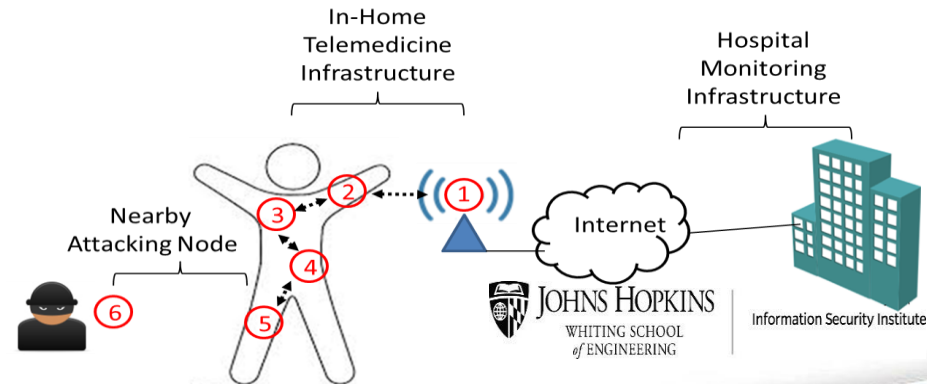 In-Home
Telemedicine
Infrastructure
Hospital
Monitoring
Infrastructure
1
2
3
Nearby
Attacking Node
Internet
4
5
6
JOHNS HOPKINS
WHITING SCHOOL
of ENGINEERING
Information Security Institute